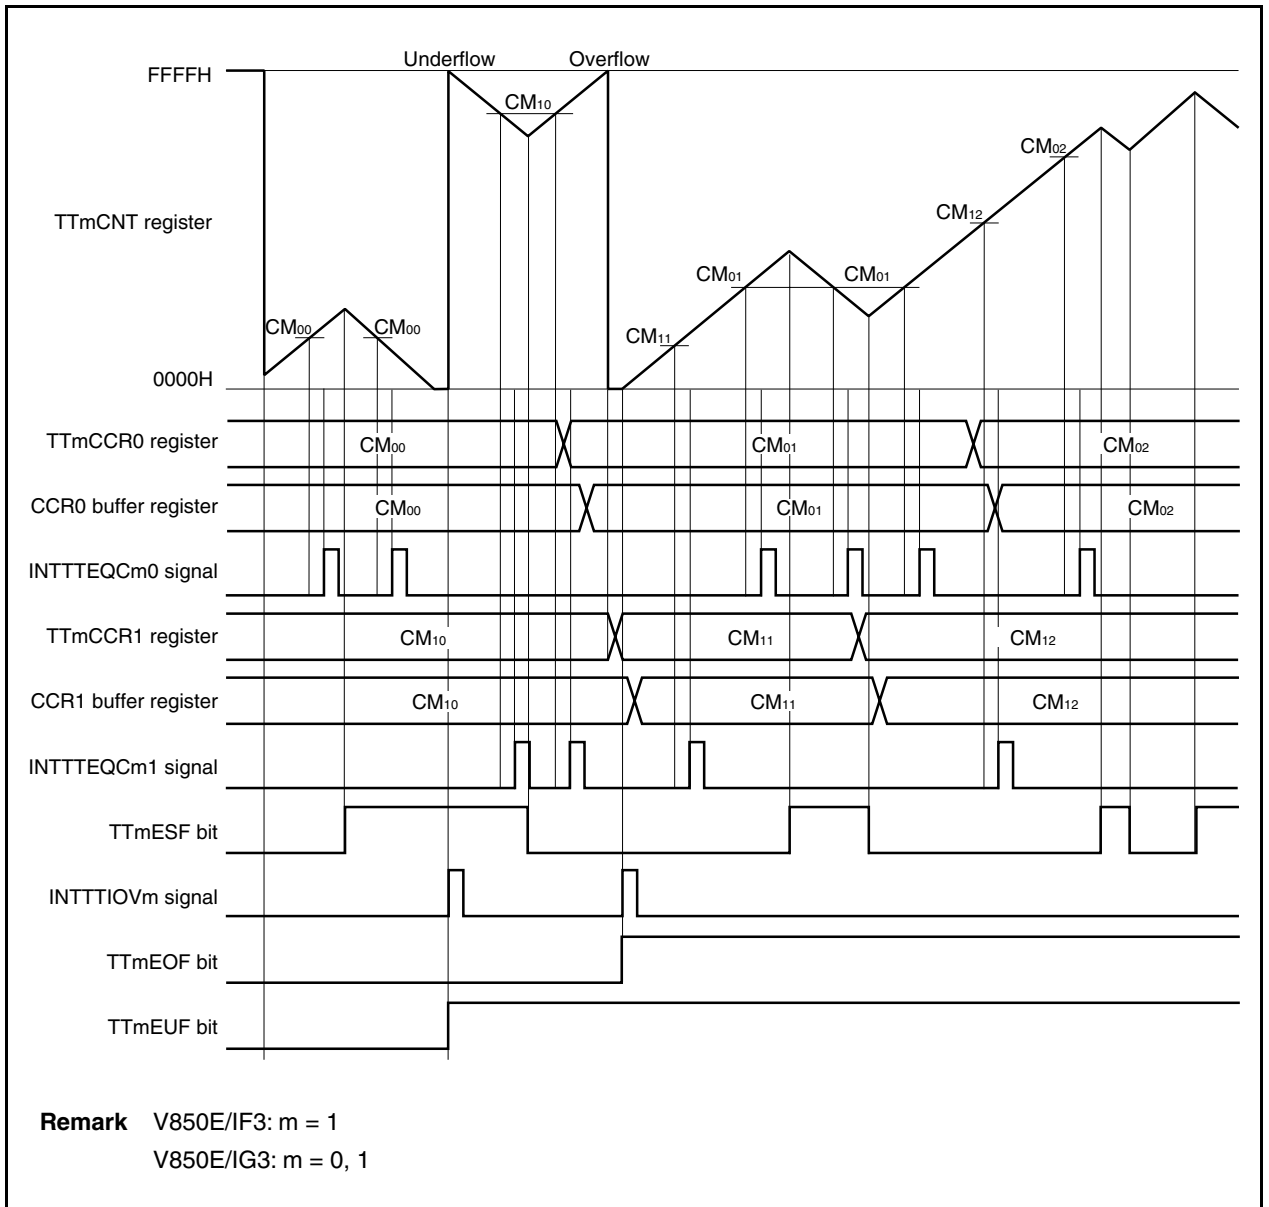 Underflow Overflow
FFFFH
CM10
CM02
TTmCNT register
CM12
CM01 CM01
CM00 CM00
CM11
0000H
TTmCCR0 register CM00 CM01 CM02
CCR0 buffer register CM00 CM01 CM02
INTTTEQCm0 signal
TTmCCR1 register CM10 CM11 CM12
CCR1 buffer register CM10 CM11 CM12
INTTTEQCm1 signal
TTmESF bit
INTTTIOVm signal
TTmEOF bit
TTmEUF bit
Remark V850E/IF3: m = 1
V850E/IG3: m = 0, 1